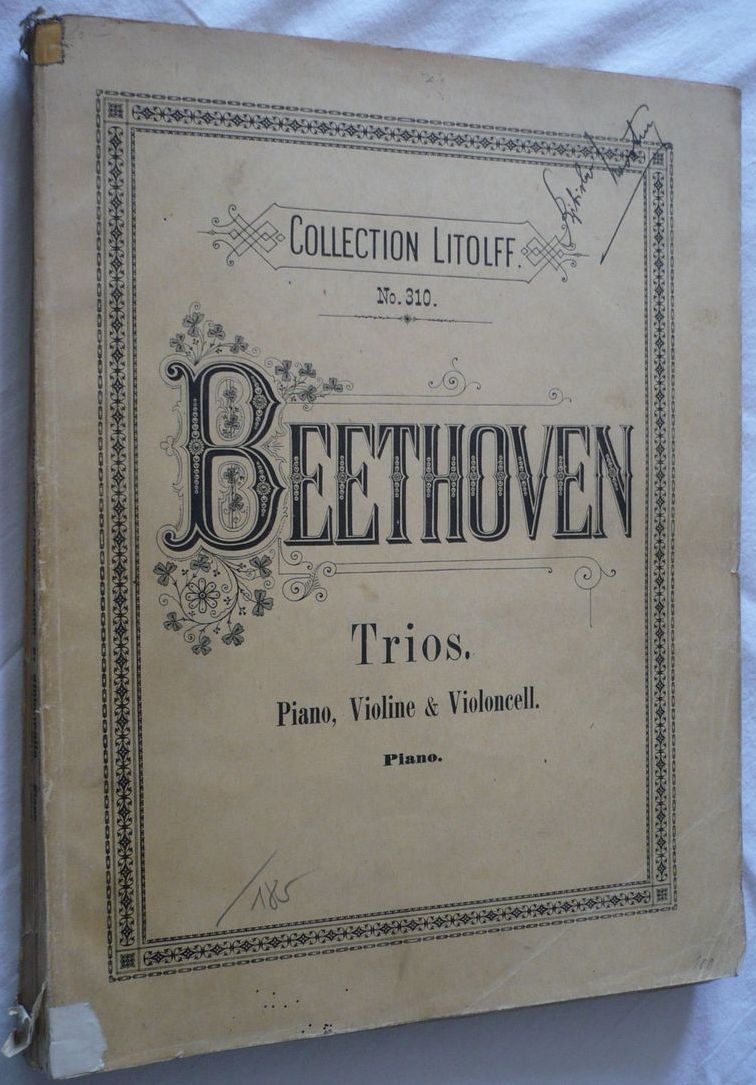 COLLECTION LITOLFF.
No. 310.
BEETHOVEN
Trios.
Piano, Violine & Violoncell.
Piano.
185